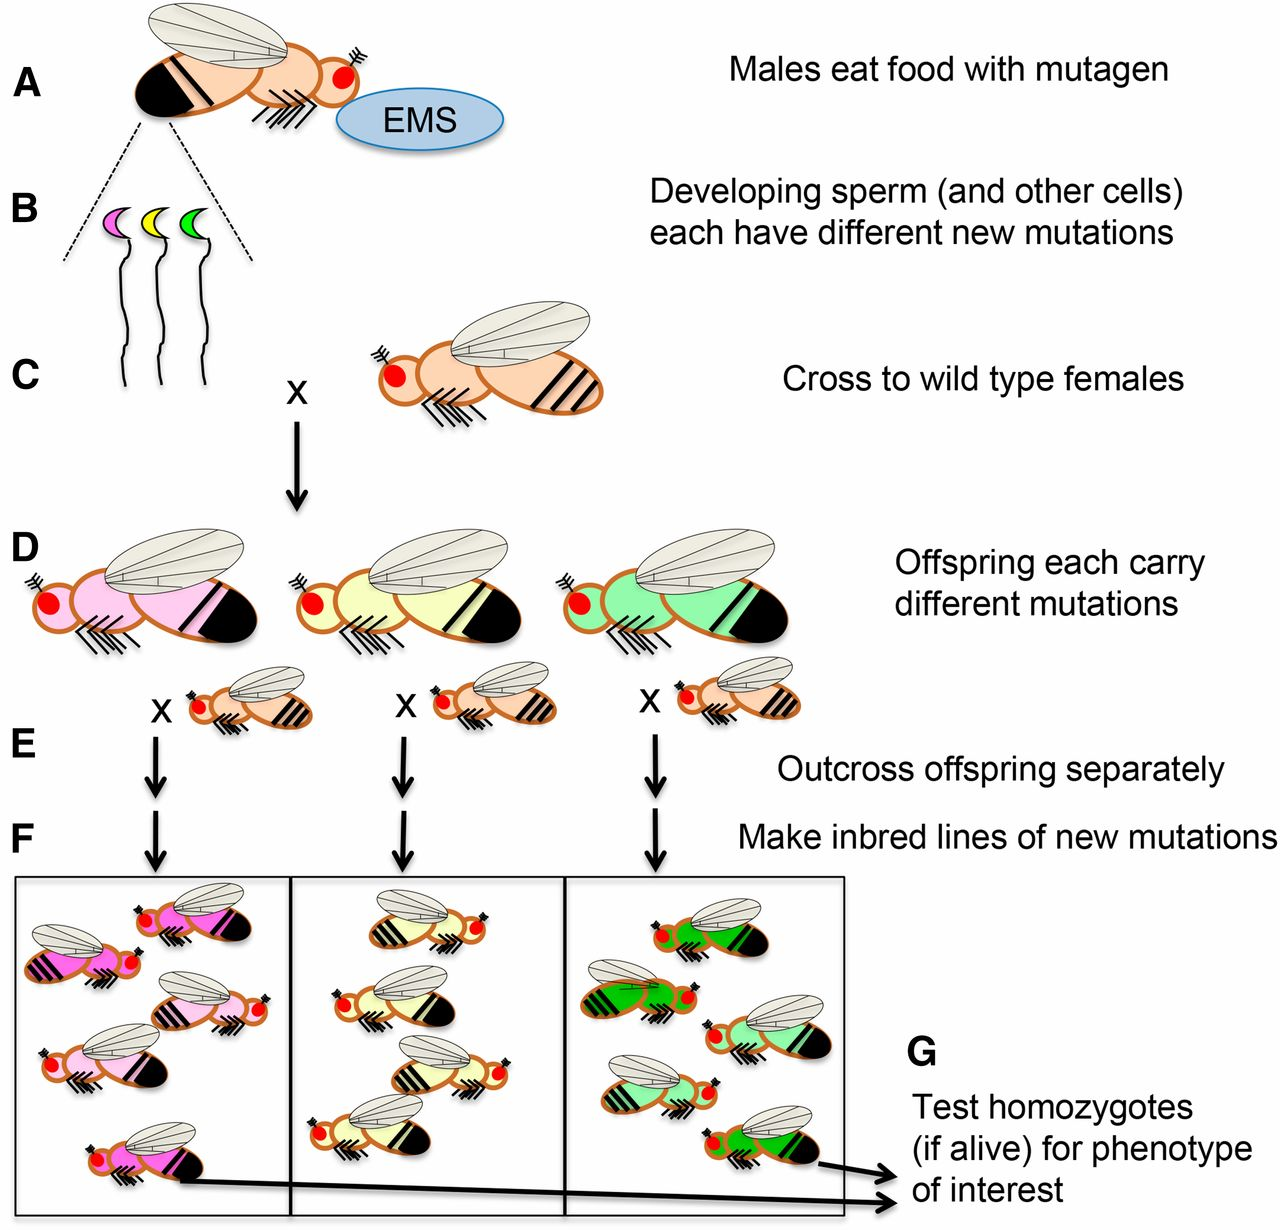 A
Males eat food with mutagen
EMS
B
Developing sperm (and other cells)
each have different new mutations
C
x
Cross to wild type females
D
Offspring each carry
different mutations
x
x
x
E
Outcross offspring separately
F
Make inbred lines of new mutations
G
Test homozygotes
(if alive) for phenotype
of interest